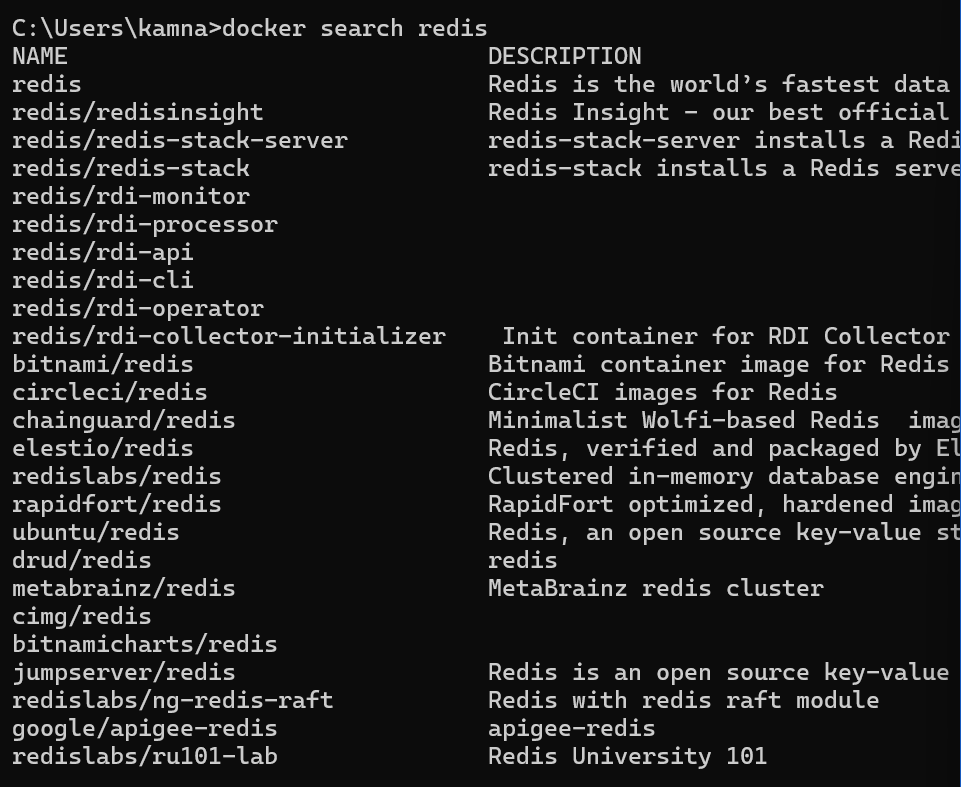 C:\Users\kamna>docker search redis
NAME                              DESCRIPTION
redis                             Redis is the world’s fastest data
redis/redisinsight                Redis Insight - our best official
redis/redis-stack-server          redis-stack-server installs a Redi
redis/redis-stack                 redis-stack installs a Redis serve
redis/rdi-monitor
redis/rdi-processor
redis/rdi-api
redis/rdi-cli
redis/rdi-operator
redis/rdi-collector-initializer    Init container for RDI Collector
bitnami/redis                     Bitnami container image for Redis
circleci/redis                    CircleCI images for Redis
chainguard/redis                  Minimalist Wolfi-based Redis  imag
elestio/redis                     Redis, verified and packaged by El
redislabs/redis                   Clustered in-memory database engin
rapidfort/redis                   RapidFort optimized, hardened imag
ubuntu/redis                      Redis, an open source key-value st
drud/redis                        redis
metabrainz/redis                  MetaBrainz redis cluster
cimg/redis
bitnamicharts/redis
jumpserver/redis                  Redis is an open source key-value
redislabs/ng-redis-raft           Redis with redis raft module
google/apigee-redis               apigee-redis
redislabs/ru101-lab               Redis University 101